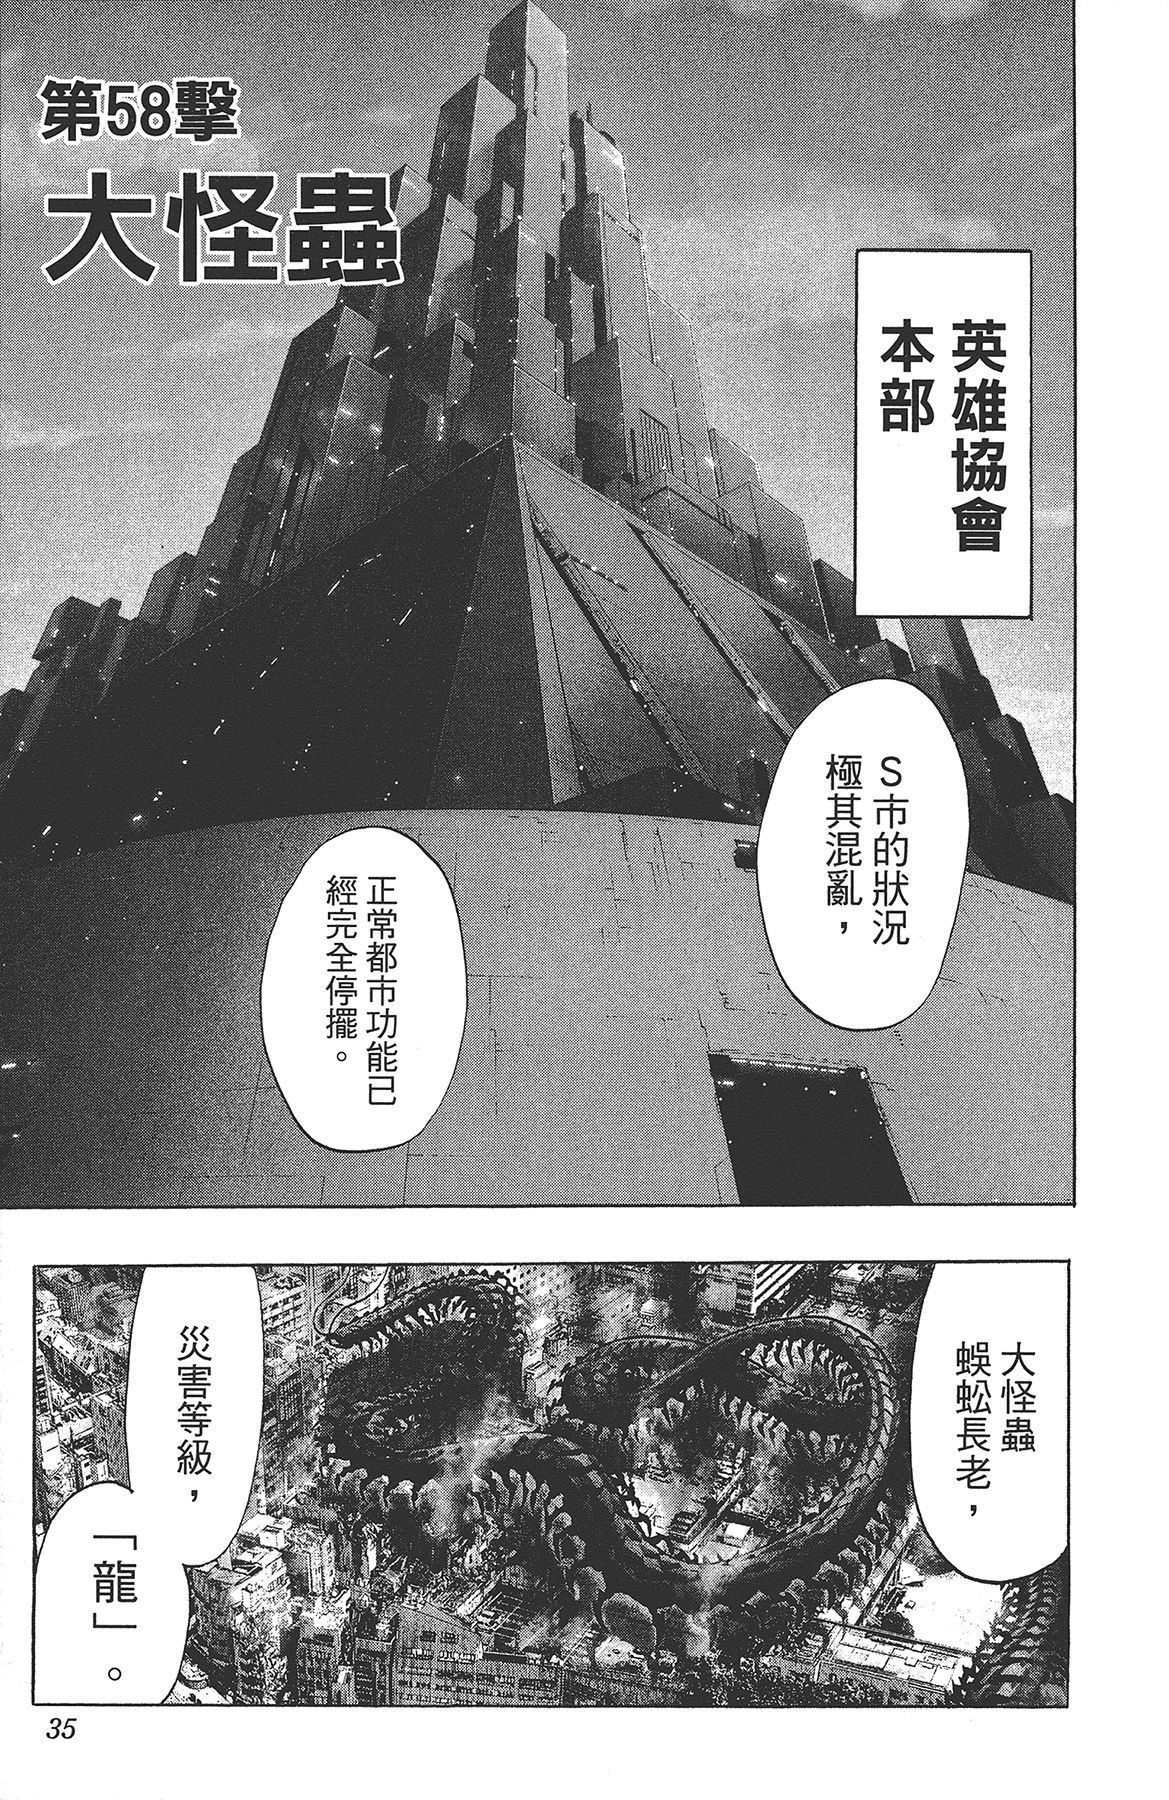 第58擊
大怪蟲
英雄協會
本部
S市的狀況
極其混亂，
正常都市功能已
經完全停擺。
大怪蟲
蜈蚣長老，
災害等級，
「龍」。
35